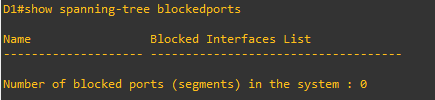 D1#show spanning-tree blockedports
Name                 Blocked Interfaces List
-------------------- ------------------------------------
Number of blocked ports (segments) in the system : 0